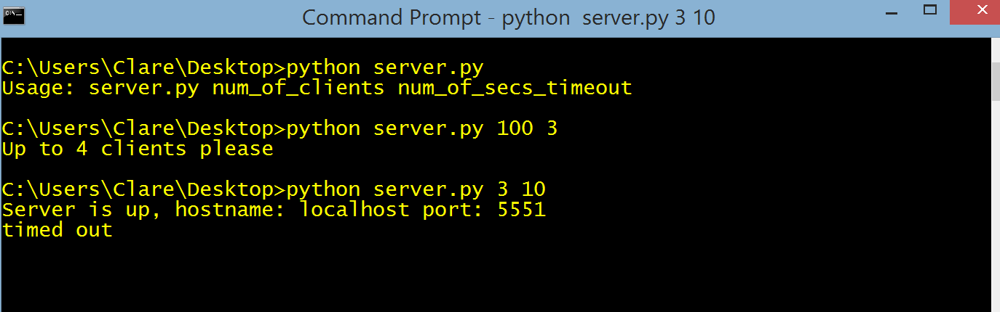 Command Prompt - python  server.py 3 10
C:\Users\Clare\Desktop>python server.py
Usage: server.py num_of_clients num_of_secs_timeout
C:\Users\Clare\Desktop>python server.py 100 3
Up to 4 clients please
C:\Users\Clare\Desktop>python server.py 3 10
Server is up, hostname: localhost port: 5551
timed out